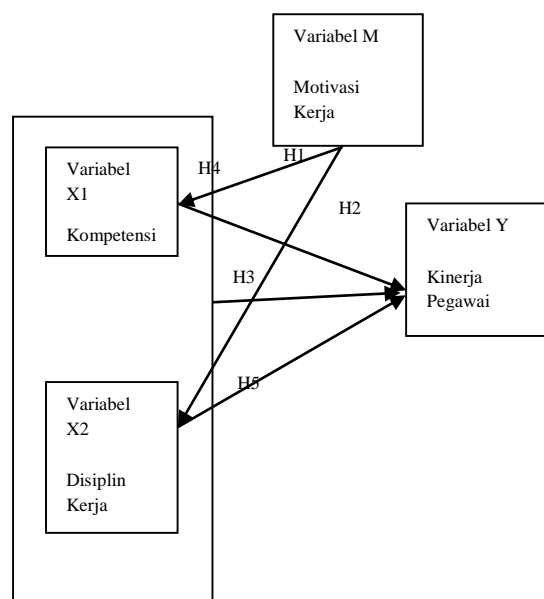 Variabel M
Motivasi
Kerja
Variabel
X1
Kompetensi
H4
H1
H2
Variabel Y
Kinerja
Pegawai
H3
H5
Variabel
X2
Disiplin
Kerja